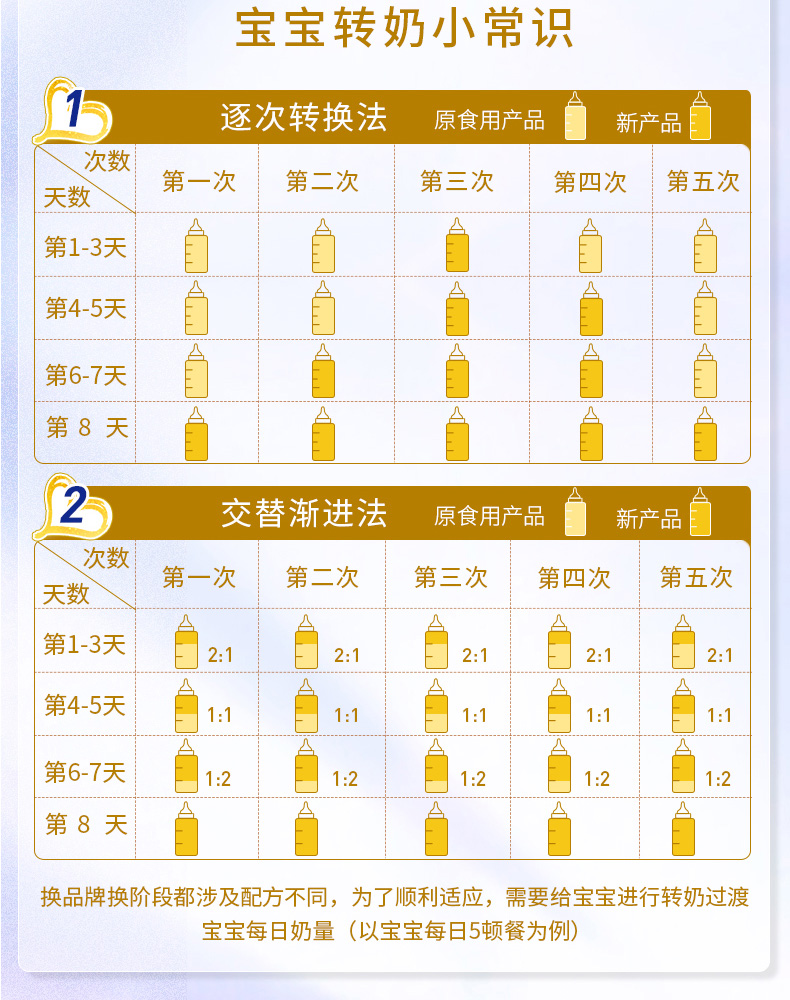 宝宝转奶小常识
1
逐次转换法 原食用产品 新产品
次数
天数
第一次 第二次 第三次 第四次 第五次
第1-3天
第4-5天
第6-7天
第 8 天
2
交替渐进法 原食用产品 新产品
次数
天数
第一次 第二次 第三次 第四次 第五次
第1-3天 2:1 2:1 2:1 2:1 2:1
第4-5天 1:1 1:1 1:1 1:1 1:1
第6-7天 1:2 1:2 1:2 1:2 1:2
第 8 天
换品牌换阶段都涉及配方不同，为了顺利适应，需要给宝宝进行转奶过渡
宝宝每日奶量（以宝宝每日5顿餐为例）